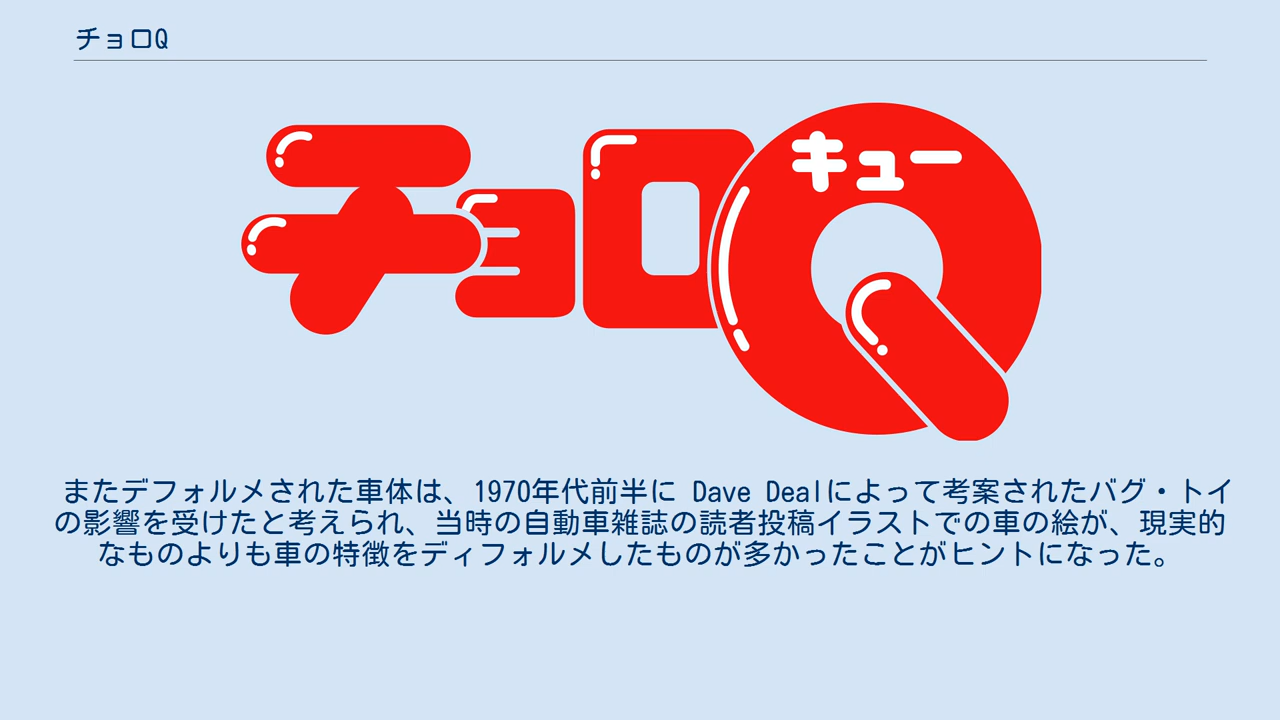 チョロQ
チョロQ
キュー
またデフォルメされた車体は、1970年代前半に Dave Dealによって考案されたバグ・トイ
の影響を受けたと考えられ、当時の自動車雑誌の読者投稿イラストでの車の絵が、現実的
なものよりも車の特徴をディフォルメしたものが多かったことがヒントになった。